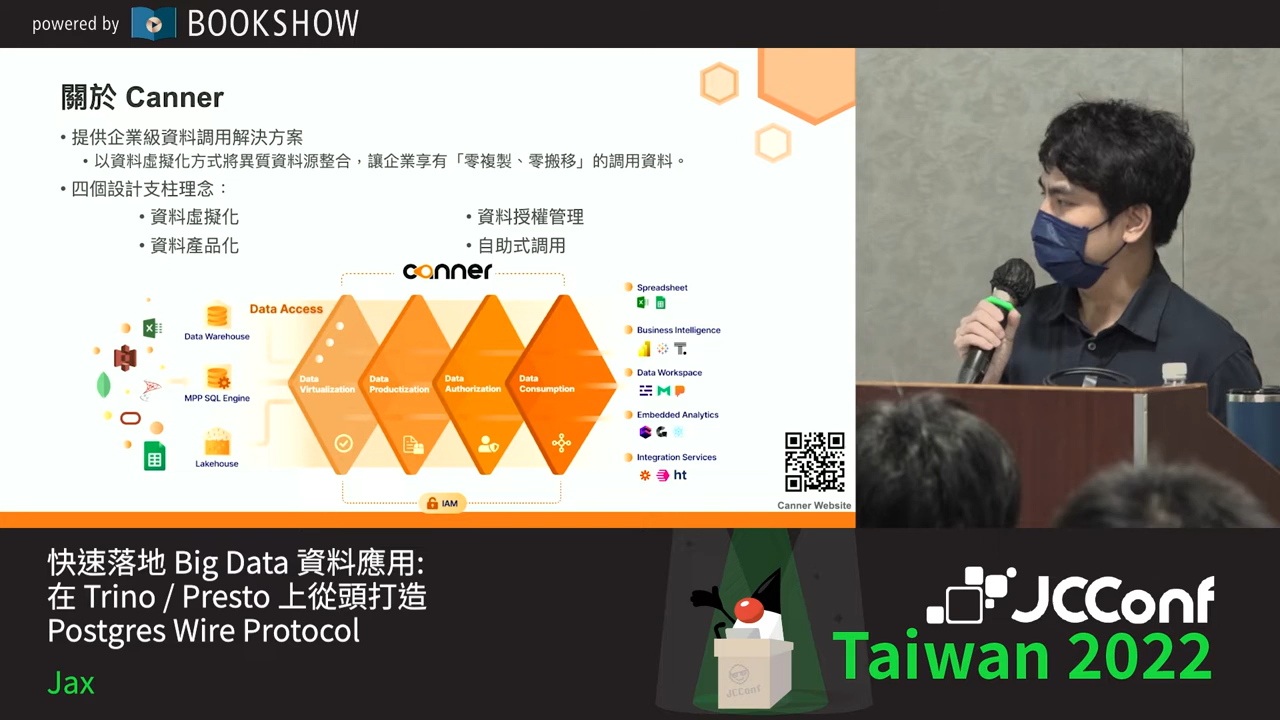 powered by BOOKSHOW
關於 Canner
• 提供企業級資料調用解決方案
• 以資料虛擬化方式將異質資料源整合，讓企業享有「零複製、零搬移」的調用資料。
• 四個設計支柱理念：
• 資料虛擬化
• 資料授權管理
• 資料產品化
• 自助式調用
canner
Data Access
Data Warehouse
MPP SQL Engine
Lakehouse
Data Virtualization
Data Productization
Data Authorization
Data Consumption
IAM
Spreadsheet
Business Intelligence
Data Workspace
Embedded Analytics
Integration Services
ht
Canner Website
快速落地 Big Data 資料應用:
在 Trino / Presto 上從頭打造
Postgres Wire Protocol
Jax
JCConf
JCConf
Taiwan 2022